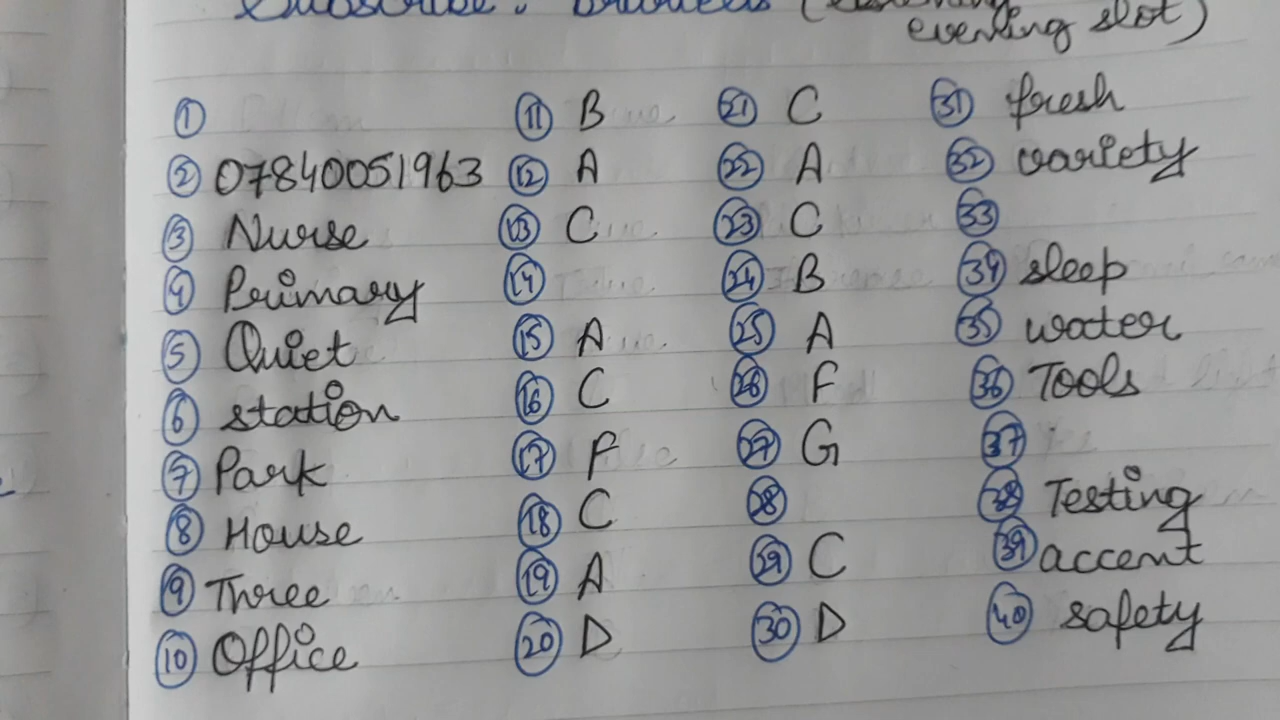 Subscribe:
evening slot)
① ⑪ B ㉑ C ㉛ fresh
② 07840051963 ⑫ A ㉒ A ㉜ variety
③ Nurse ⑬ C ㉓ C ㉝
④ Primary ⑭ ㉔ B ㉞ sleep
⑤ Quiet ⑮ A ㉕ A ㉟ water
⑥ station ⑯ C ㉖ F ㊱ Tools
⑦ Park ⑰ F ㉗ G ㊲
⑧ House ⑱ C ㉘ ㊳ Testing
⑨ Three ⑲ A ㉙ C ㊴ accent
⑩ Office ⑳ D ㉚ D ㊵ safety